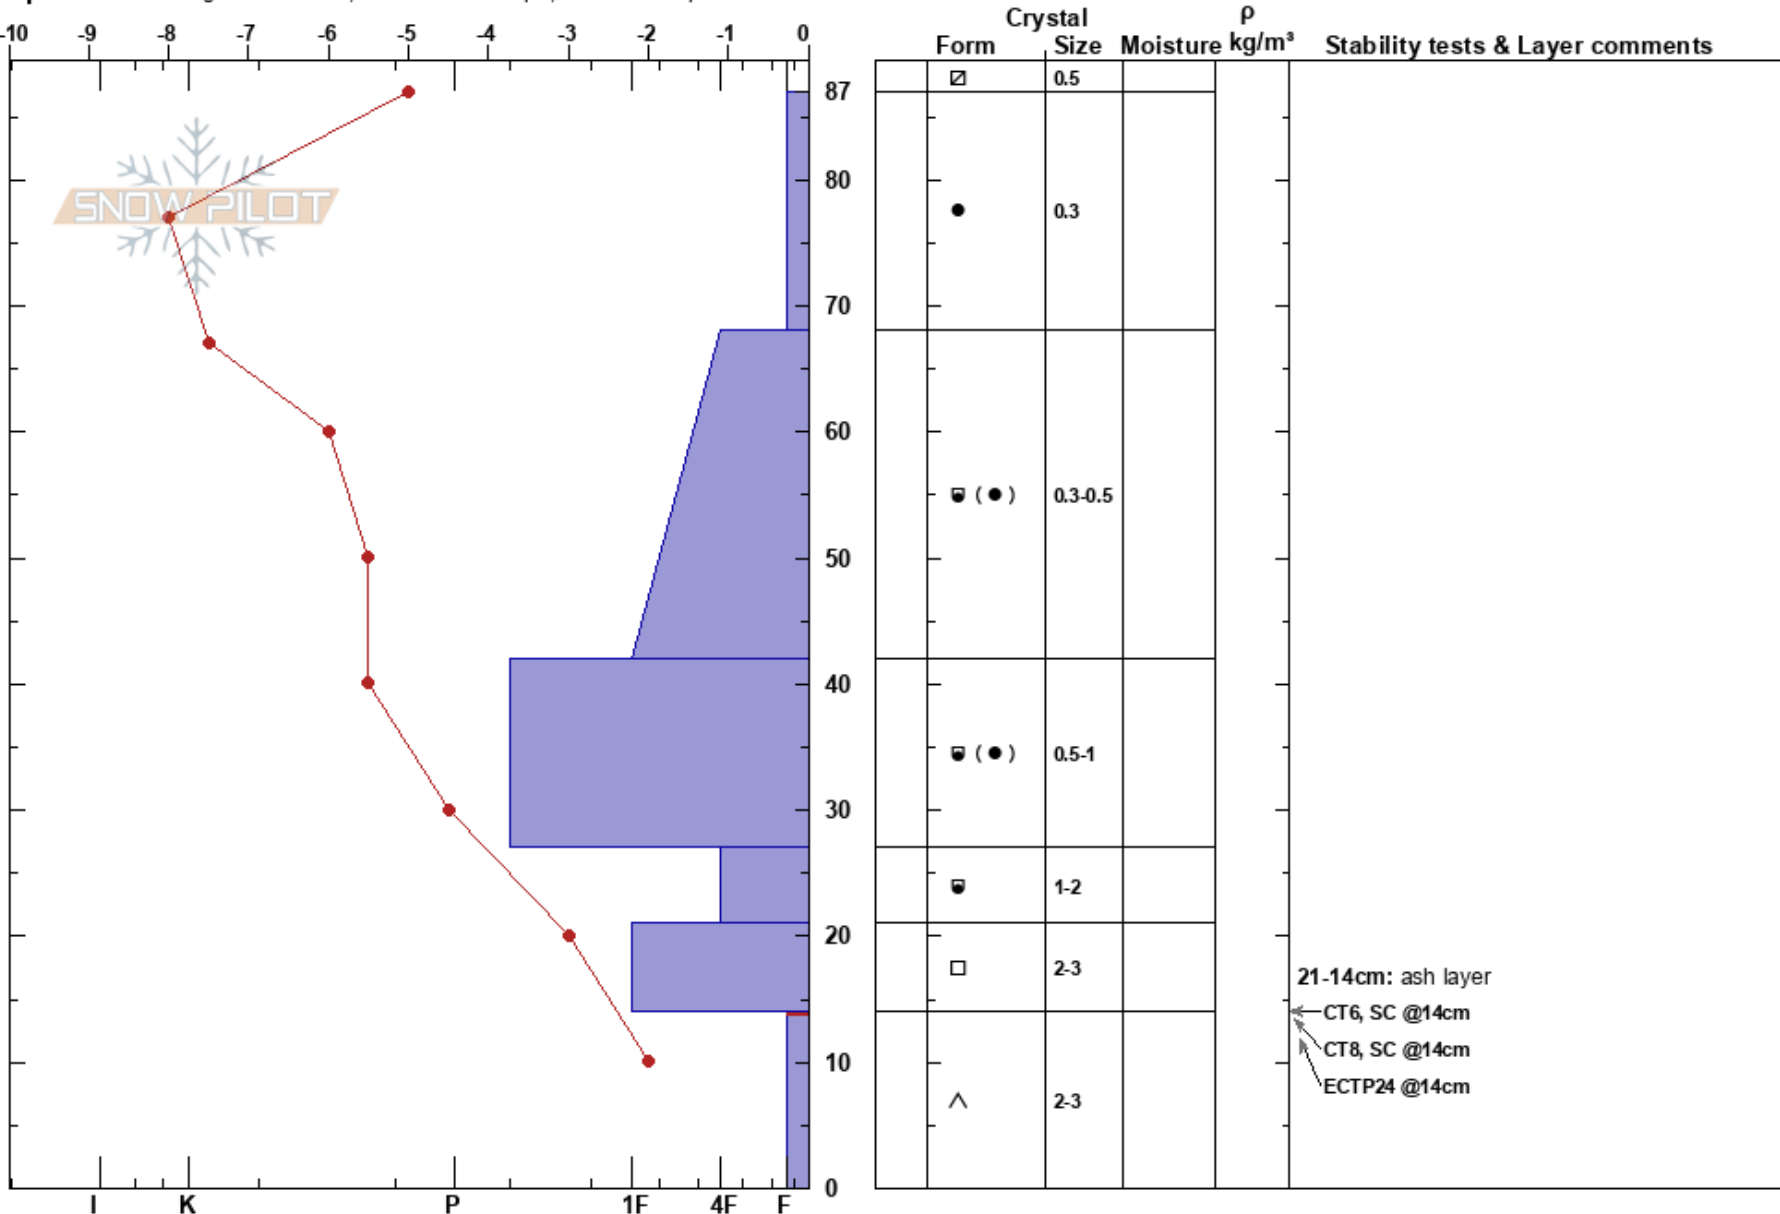 Crystal ρ
Form Size Moisture kg/m³ Stability tests & Layer comments
-10 -9 -8 -7 -6 -5 -4 -3 -2 -1 0
87
80
70
60
50
40
30
20
10
0
SNOW PILOT
0.5
0.3
( ) 0.3-0.5
( ) 0.5-1
1-2
2-3
21-14cm: ash layer
CT6, SC @14cm
CT8, SC @14cm
ECTP24 @14cm
2-3
I K P 1F 4F F